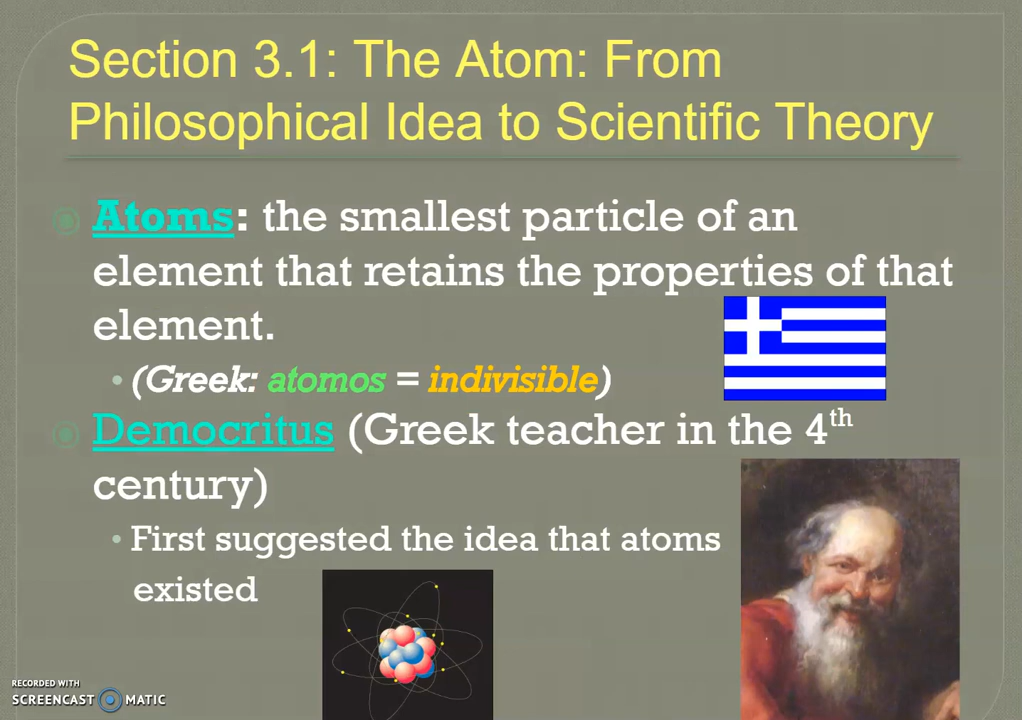 Section 3.1: The Atom: From
Philosophical Idea to Scientific Theory
Atoms: the smallest particle of an
element that retains the properties of that
element.
• (Greek: atomos = indivisible)
Democritus (Greek teacher in the 4th
century)
• First suggested the idea that atoms
existed
RECORDED WITH
SCREENCAST MATIC